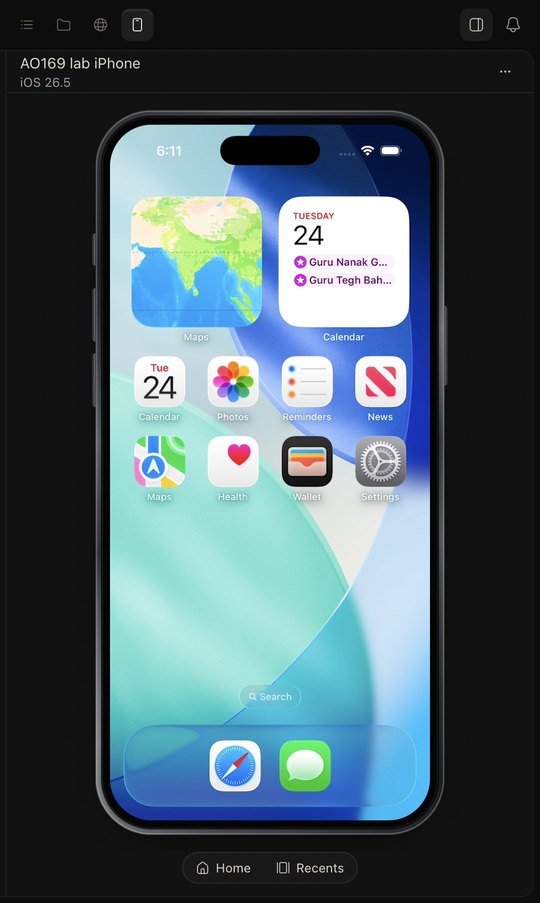 AO169 lab iPhone
iOS 26.5
6:11
TUESDAY
24
Guru Nanak G...
Guru Tegh Bah...
Maps
Calendar
Tue
24
Calendar
Photos
Reminders
News
Maps
Health
Wallet
Settings
Search
Home
Recents